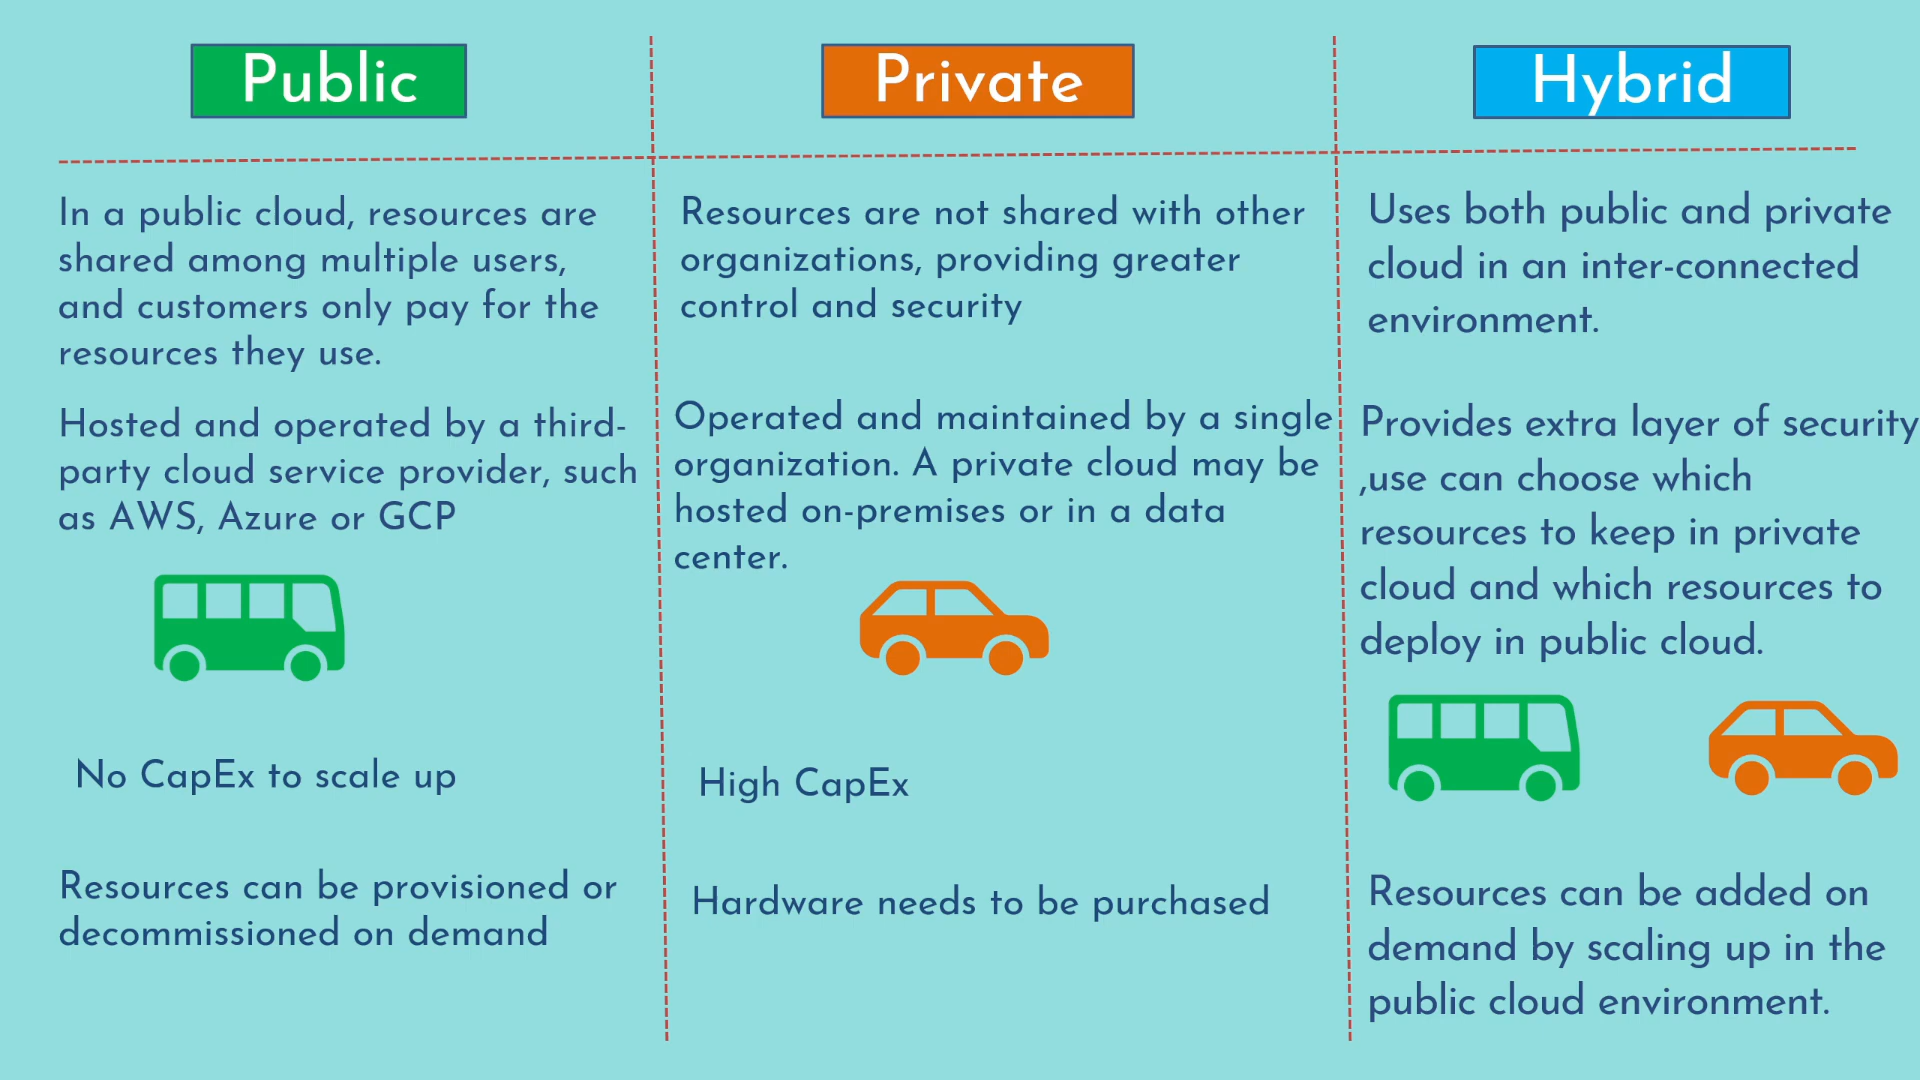 Public
Private
Hybrid
In a public cloud, resources are
shared among multiple users,
and customers only pay for the
resources they use.
Hosted and operated by a third-
party cloud service provider, such
as AWS, Azure or GCP
No CapEx to scale up
Resources can be provisioned or
decommissioned on demand
Resources are not shared with other
organizations, providing greater
control and security
Operated and maintained by a single
organization. A private cloud may be
hosted on-premises or in a data
center.
High CapEx
Hardware needs to be purchased
Uses both public and private
cloud in an inter-connected
environment.
Provides extra layer of security
,use can choose which
resources to keep in private
cloud and which resources to
deploy in public cloud.
Resources can be added on
demand by scaling up in the
public cloud environment.